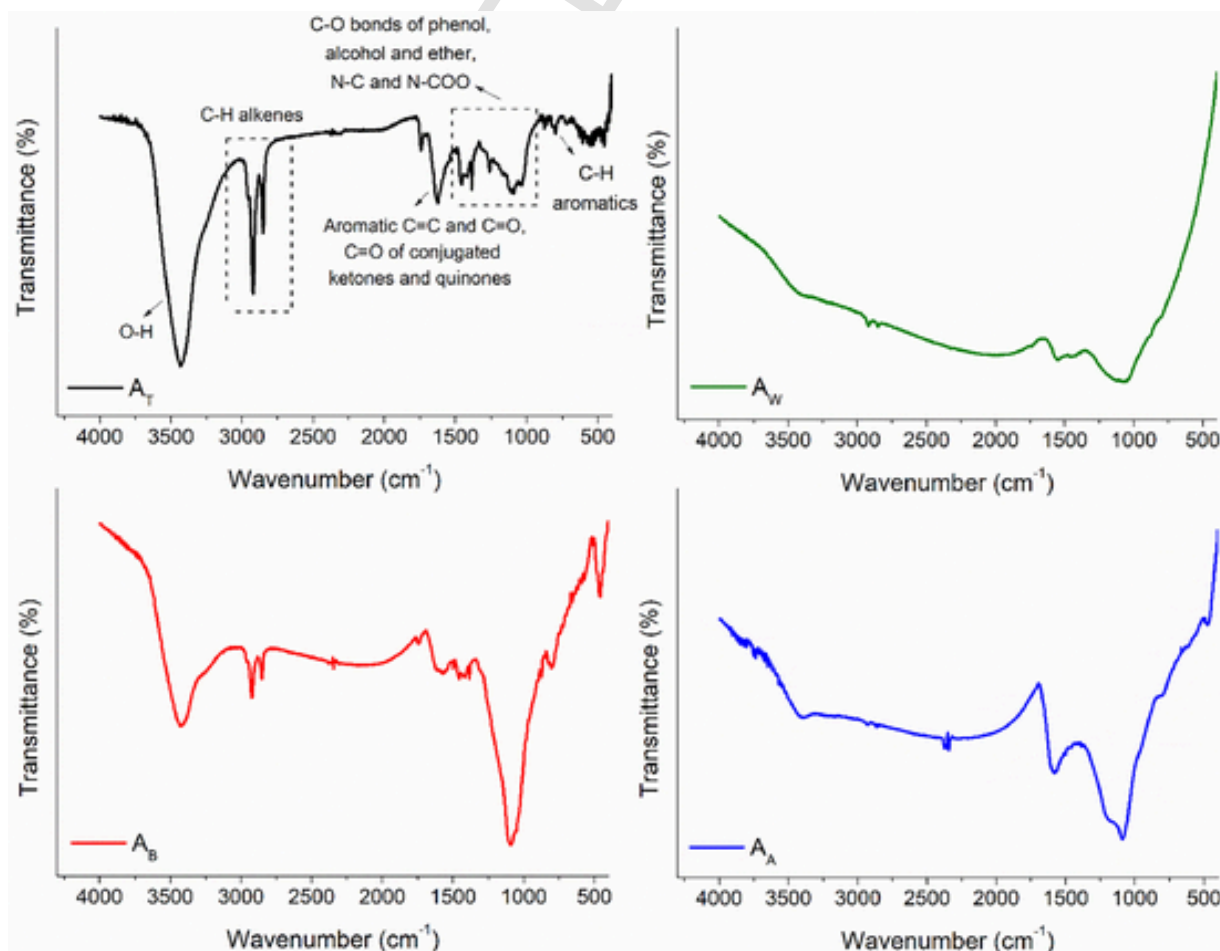 C-O bonds of phenol,
alcohol and ether,
N-C and N-COO
C-H alkenes
C-H
aromatics
Aromatic C=C and C=O,
C=O of conjugated
ketones and quinones
O-H
A_T
Transmittance (%)
4000 3500 3000 2500 2000 1500 1000 500
Wavenumber (cm⁻¹)
Transmittance (%)
A_W
4000 3500 3000 2500 2000 1500 1000 500
Wavenumber (cm⁻¹)
Transmittance (%)
A_B
4000 3500 3000 2500 2000 1500 1000 500
Wavenumber (cm⁻¹)
Transmittance (%)
A_A
4000 3500 3000 2500 2000 1500 1000 500
Wavenumber (cm⁻¹)